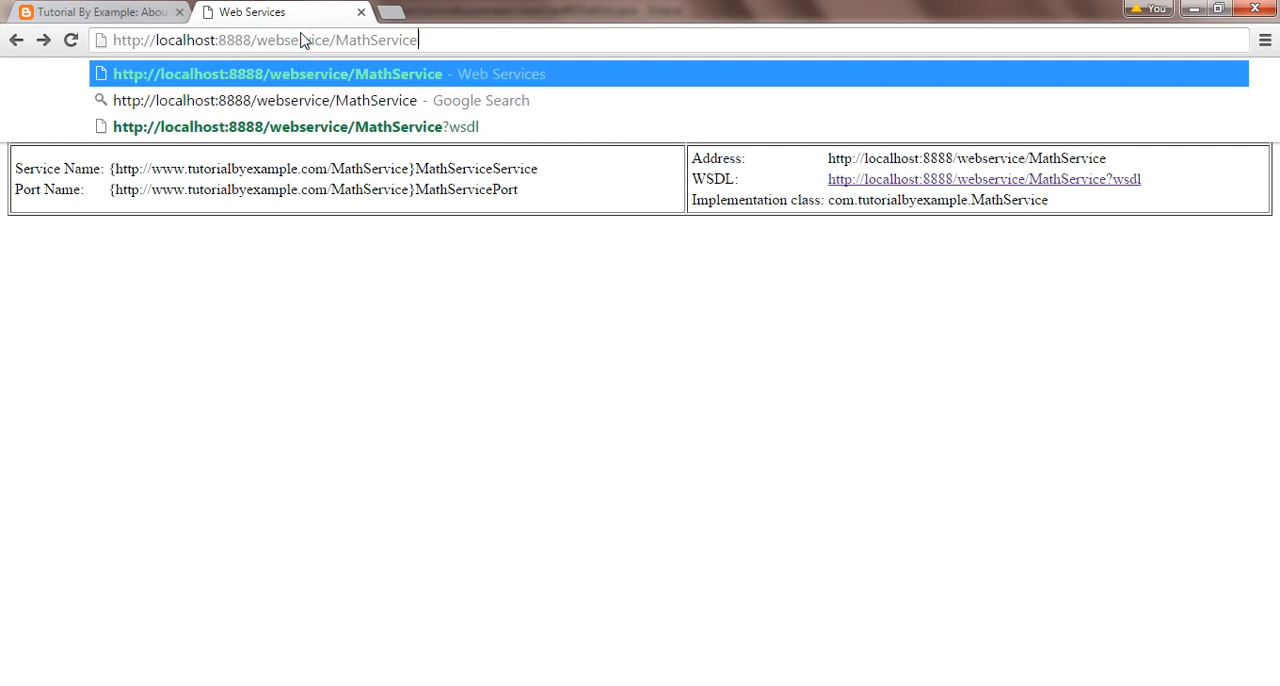 Tutorial By Example: Abou
Web Services
You
http://localhost:8888/webservice/MathService
http://localhost:8888/webservice/MathService - Web Services
http://localhost:8888/webservice/MathService - Google Search
http://localhost:8888/webservice/MathService?wsdl
Service Name: {http://www.tutorialbyexample.com/MathService}MathServiceService
Port Name: {http://www.tutorialbyexample.com/MathService}MathServicePort
Address: http://localhost:8888/webservice/MathService
WSDL: http://localhost:8888/webservice/MathService?wsdl
Implementation class: com.tutorialbyexample.MathService